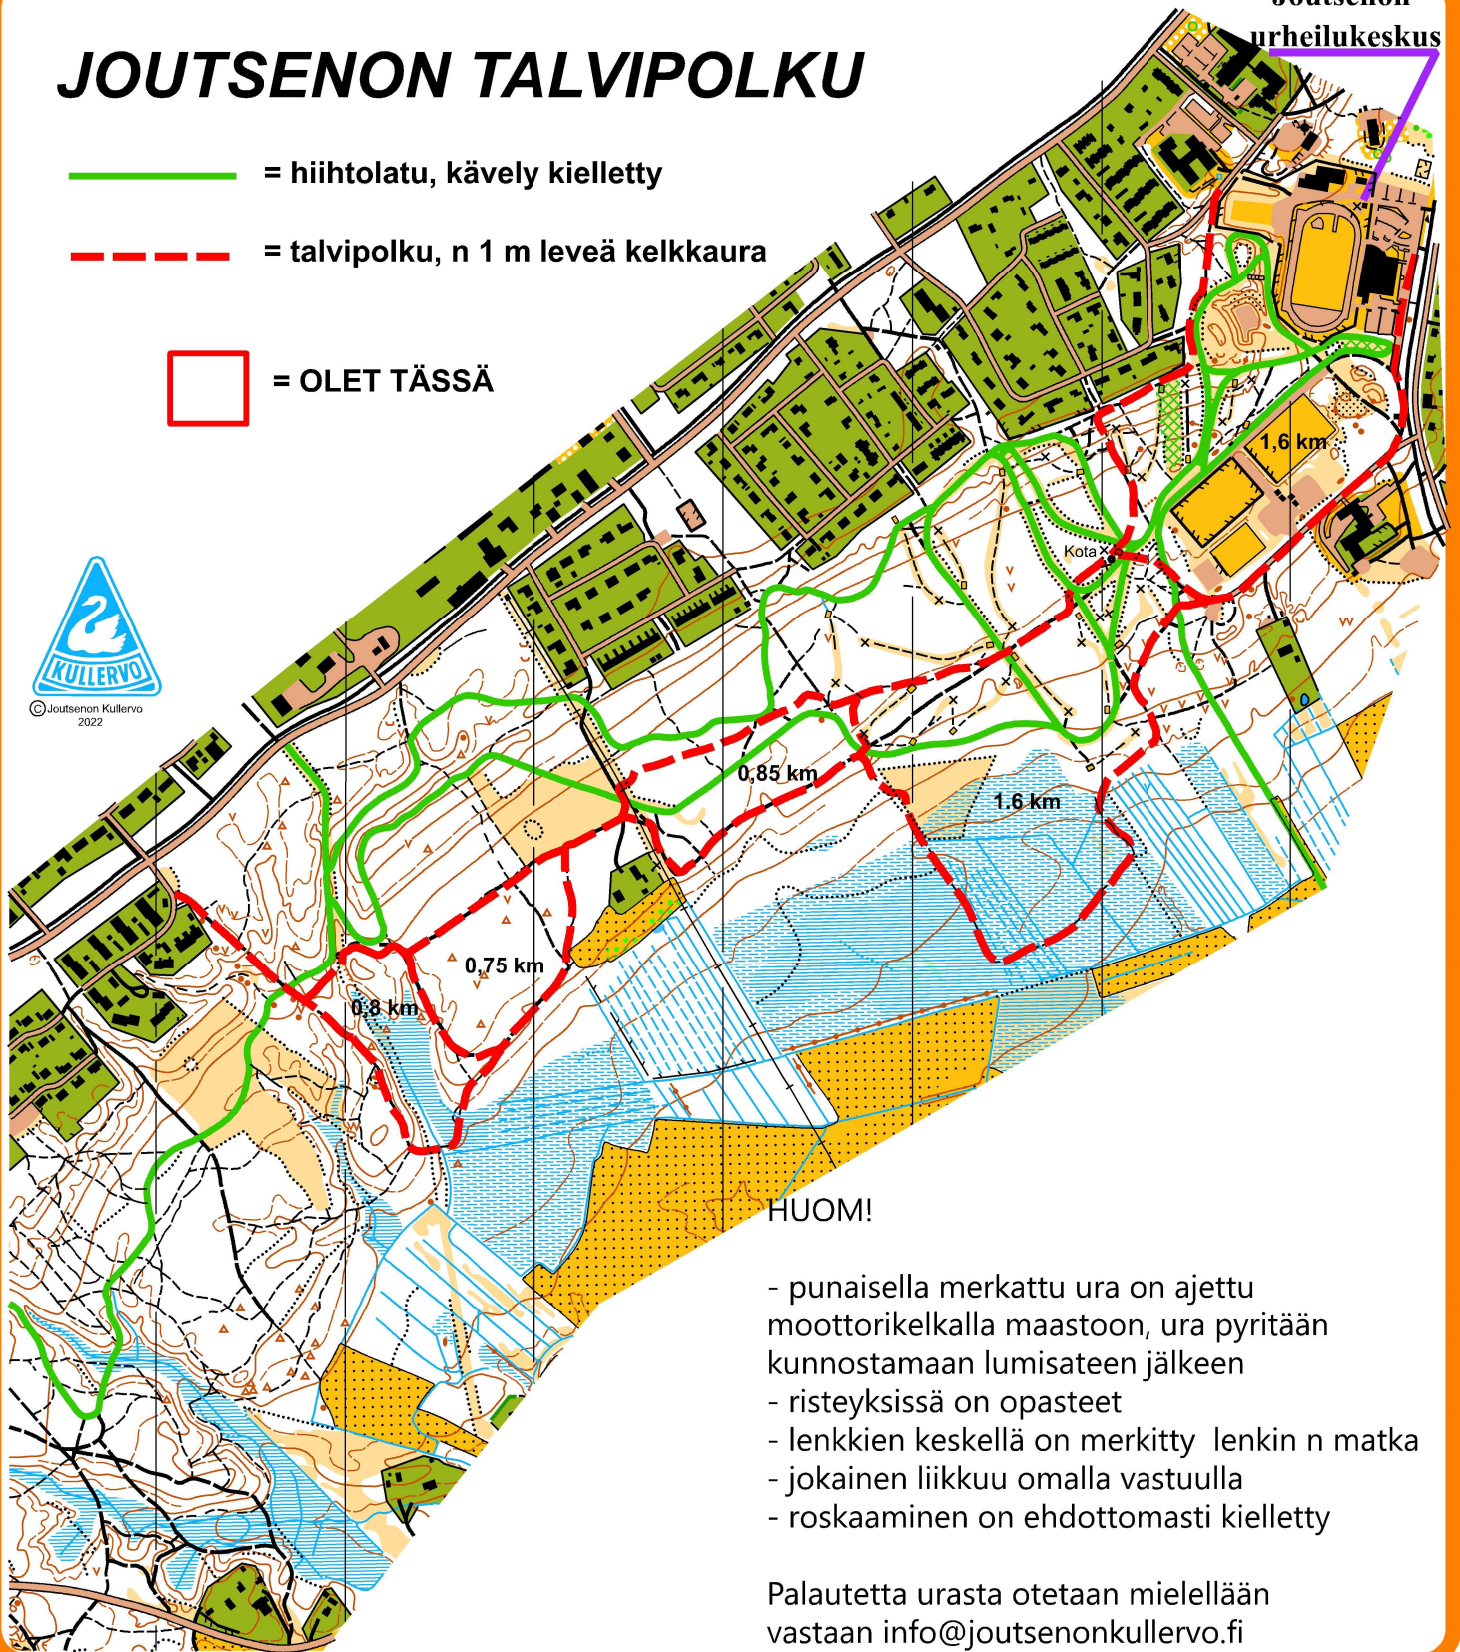 Joutsenon
urheilukeskus
JOUTSENON TALVIPOLKU
= hiihtolatu, kävely kielletty
= talvipolku, n 1 m leveä kelkkaura
= OLET TÄSSÄ
1,6 km
Kota
KULLERVO
© Joutsenon Kullervo
2022
0,85 km
1.6 km
0,75 km
0,8 km
HUOM!
- punaisella merkattu ura on ajettu
moottorikelkalla maastoon, ura pyritään
kunnostamaan lumisateen jälkeen
- risteyksissä on opasteet
- lenkkien keskellä on merkitty lenkin n matka
- jokainen liikkuu omalla vastuulla
- roskaaminen on ehdottomasti kielletty
Palautetta urasta otetaan mielellään
vastaan info@joutsenonkullervo.fi